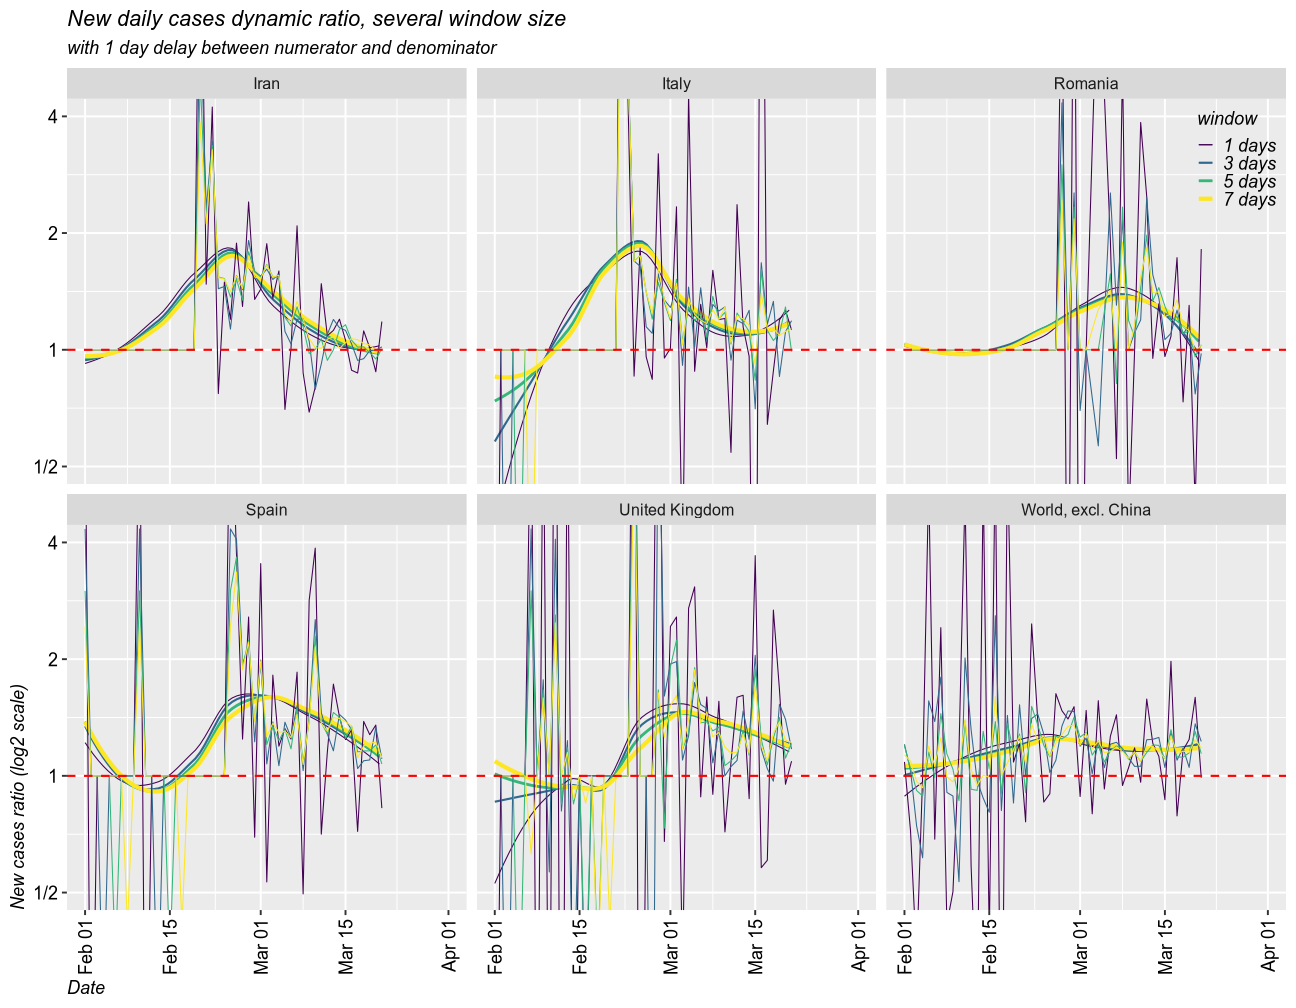 New daily cases dynamic ratio, several window size
with 1 day delay between numerator and denominator
Iran
Italy
Romania
4
2
1
1/2
window
1 days
3 days
5 days
7 days
Spain
United Kingdom
World, excl. China
4
2
1
1/2
New cases ratio (log2 scale)
Feb 01
Feb 15
Mar 01
Mar 15
Apr 01
Feb 01
Feb 15
Mar 01
Mar 15
Apr 01
Feb 01
Feb 15
Mar 01
Mar 15
Apr 01
Date